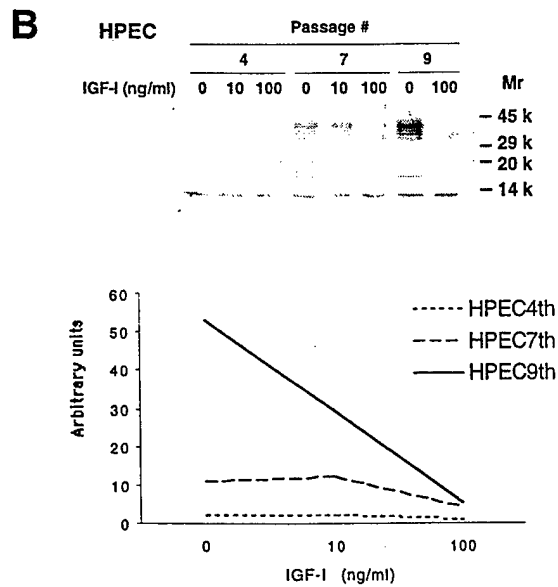 B
HPEC
Passage #
4 7 9
IGF-I (ng/ml) 0 10 100 0 10 100 0 100 Mr
45 k
29 k
20 k
14 k
60
50
40
30
20
10
0
Arbitrary units
HPEC4th
HPEC7th
HPEC9th
0 10 100
IGF-I (ng/ml)